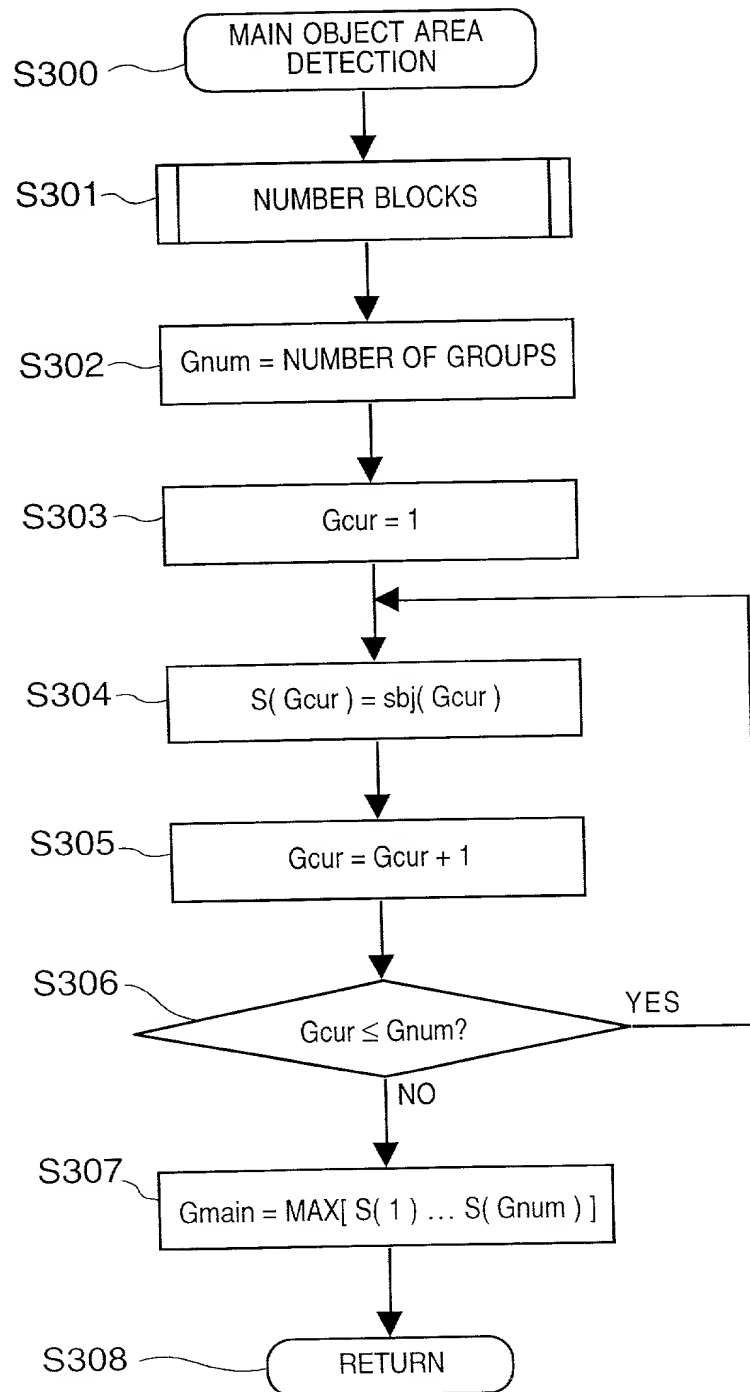 MAIN OBJECT AREA
DETECTION
S300
S301
NUMBER BLOCKS
S302
Gnum = NUMBER OF GROUPS
S303
Gcur = 1
S304
S( Gcur ) = sbj( Gcur )
S305
Gcur = Gcur + 1
S306
Gcur ≤ Gnum?
YES
NO
S307
Gmain = MAX[ S( 1 ) ... S( Gnum ) ]
S308
RETURN